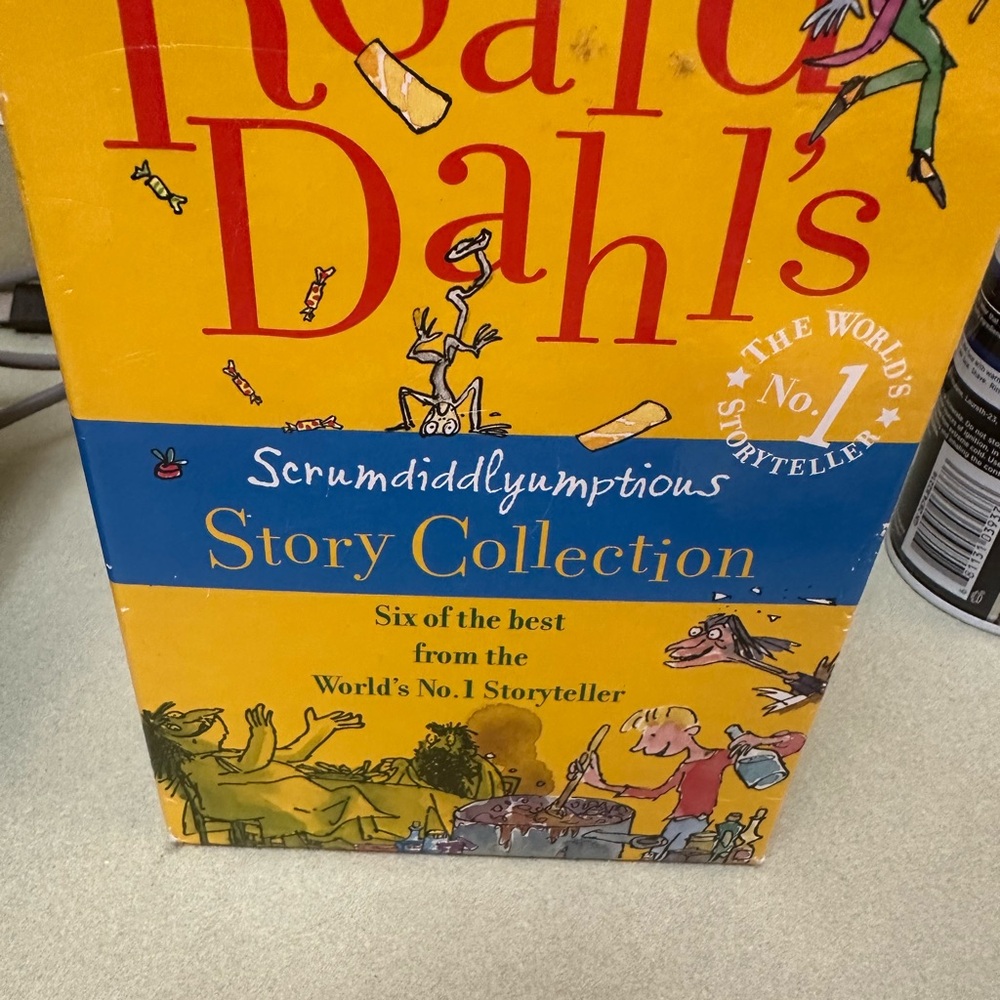 Roald
Dahl's
THE WORLD'S
No.1
STORYTELLER
Scrumdiddlyumptious
Story Collection
Six of the best
from the
World's No.1 Storyteller